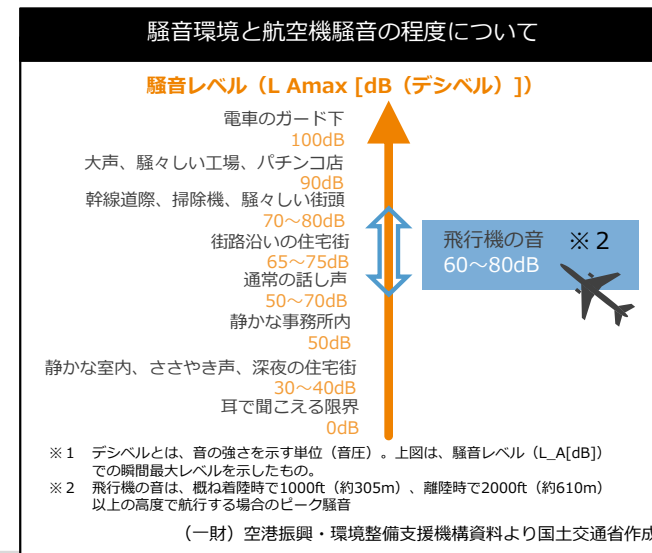 騒音環境と航空機騒音の程度について
騒音レベル（L Amax [dB（デシベル）]）
電車のガード下
100dB
大声、騒々しい工場、パチンコ店
90dB
幹線道際、掃除機、騒々しい街頭
70～80dB
街路沿いの住宅街
65～75dB
通常の話し声
50～70dB
静かな事務所内
50dB
静かな室内、ささやき声、深夜の住宅街
30～40dB
耳で聞こえる限界
0dB
飛行機の音 ※２
60～80dB
※１ デシベルとは、音の強さを示す単位（音圧）。上図は、騒音レベル（L_A[dB]）
での瞬間最大レベルを示したもの。
※２ 飛行機の音は、概ね着陸時で1000ft（約305m）、離陸時で2000ft（約610m）
以上の高度で航行する場合のピーク騒音
（一財）空港振興・環境整備支援機構資料より国土交通省作成